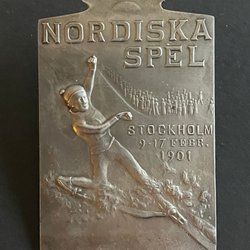 NORDISKA
SPEL
STOCKHOLM
9-17 FEBR.
1901